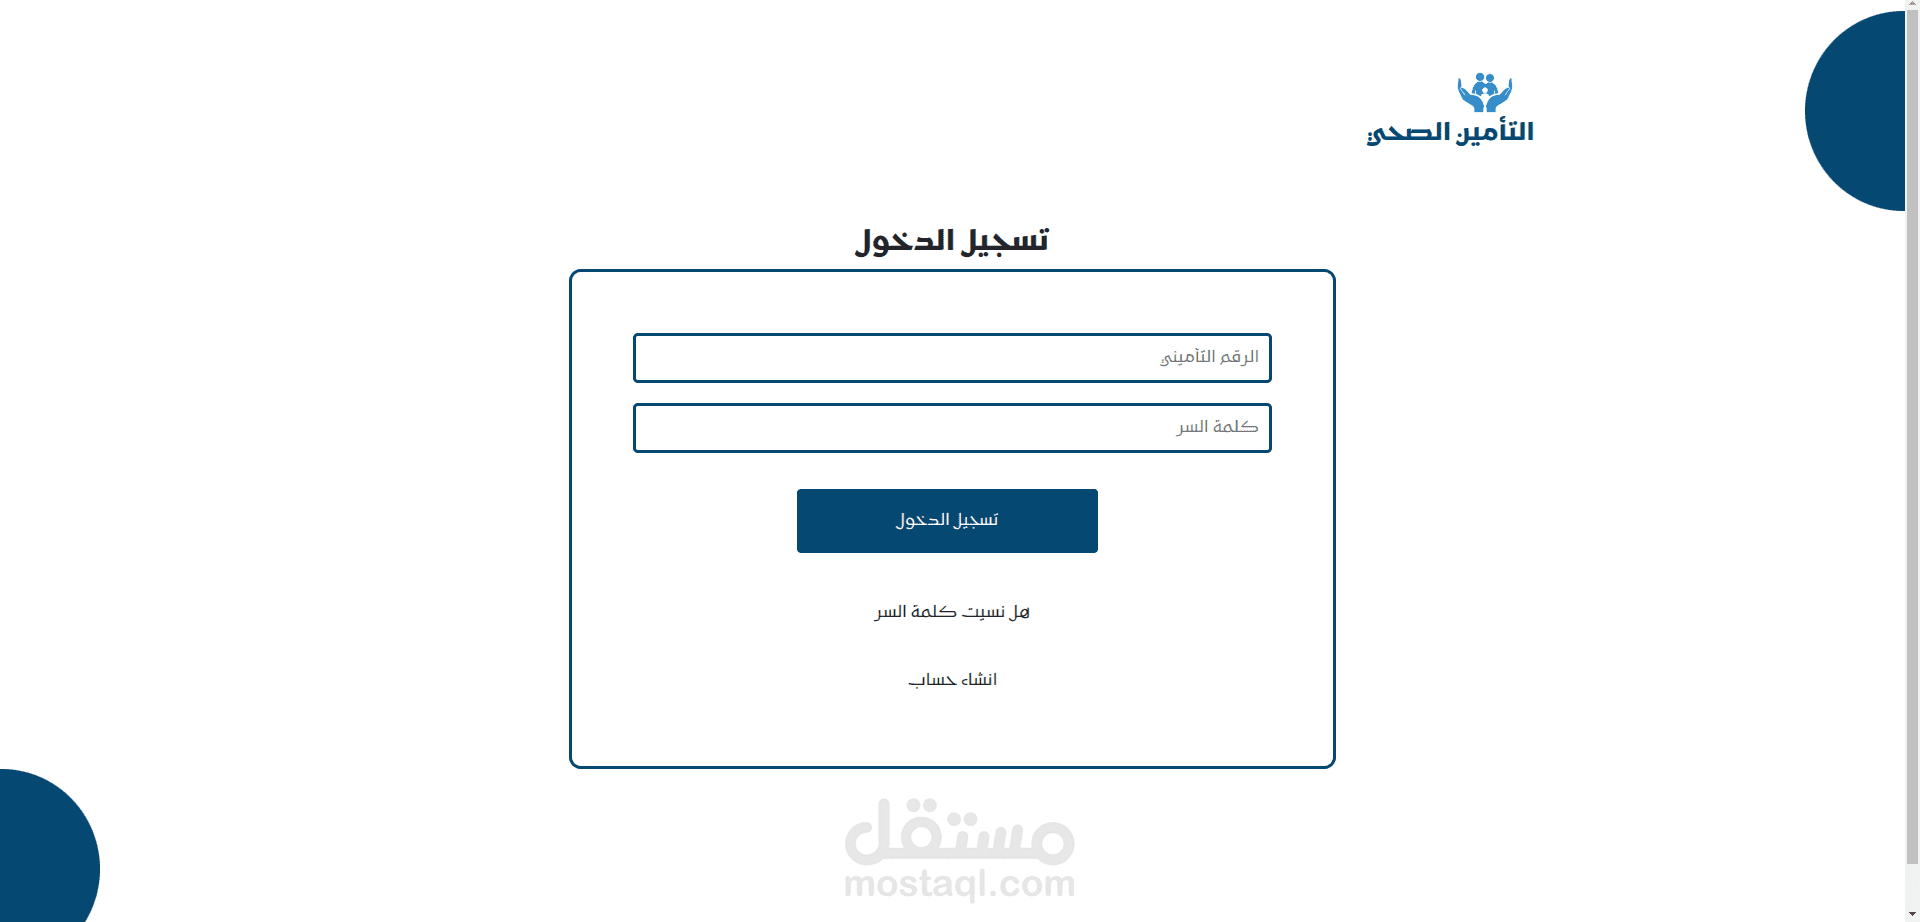 التأمين الصحي
تسجيل الدخول
الرقم التأميني
كلمة السر
تسجيل الدخول
هل نسيت كلمة السر
انشاء حساب
مستقل
mostaql.com